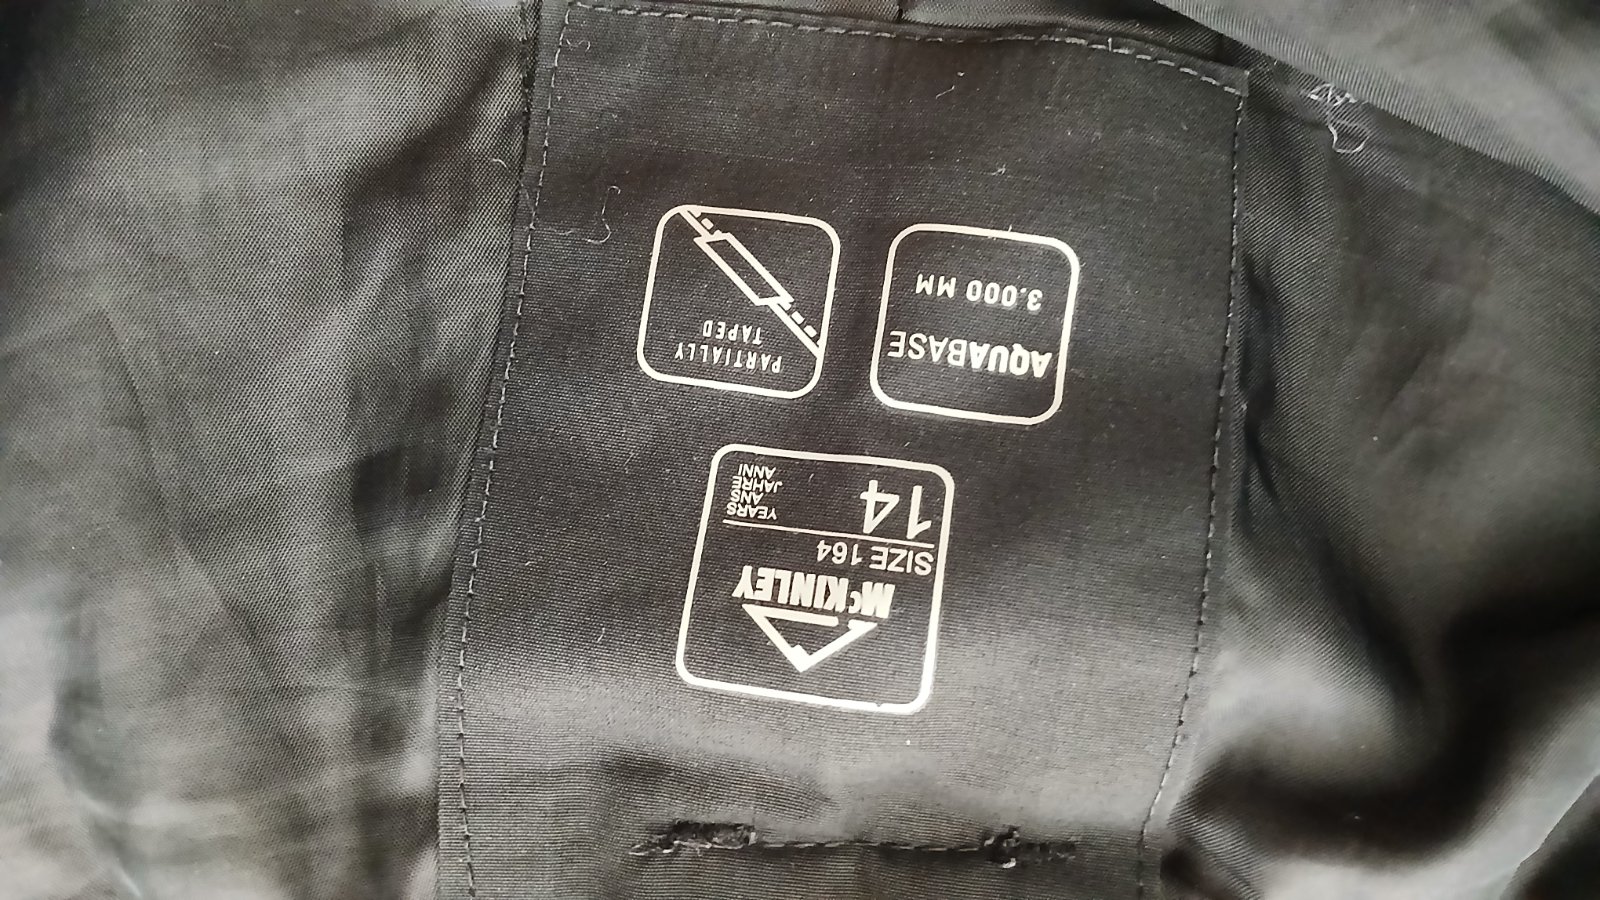 McKINLEY
SIZE 164
14
YEARS
ANS
JAHRE
ANNI
AQUABASE
3.000 MM
PARTIALLY
TAPED